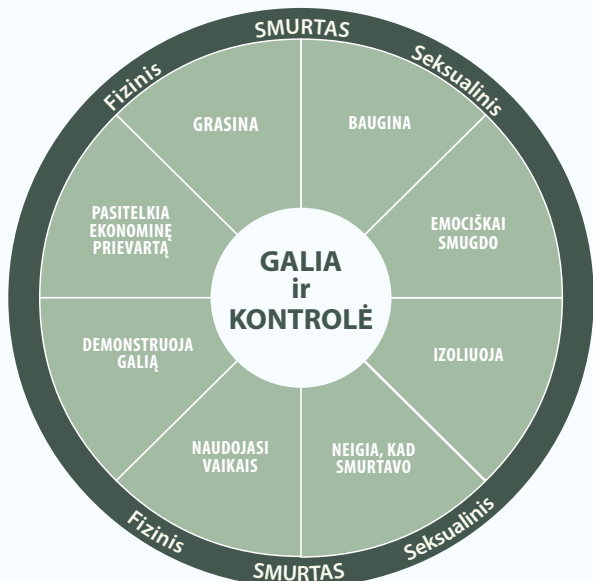 SMURTAS
Fizinis
Seksualinis
GRASINA
BAUGINA
PASITELKIA
EKONOMINĘ
PRIEVARTĄ
EMOCIŠKAI
SMUGDO
GALIA
ir
KONTROLĖ
DEMONSTRUOJA
GALIĄ
IZOLIUOJA
NAUDOJASI
VAIKAIS
NEIGIA, KAD
SMURTAVO
Fizinis
SMURTAS
Seksualinis